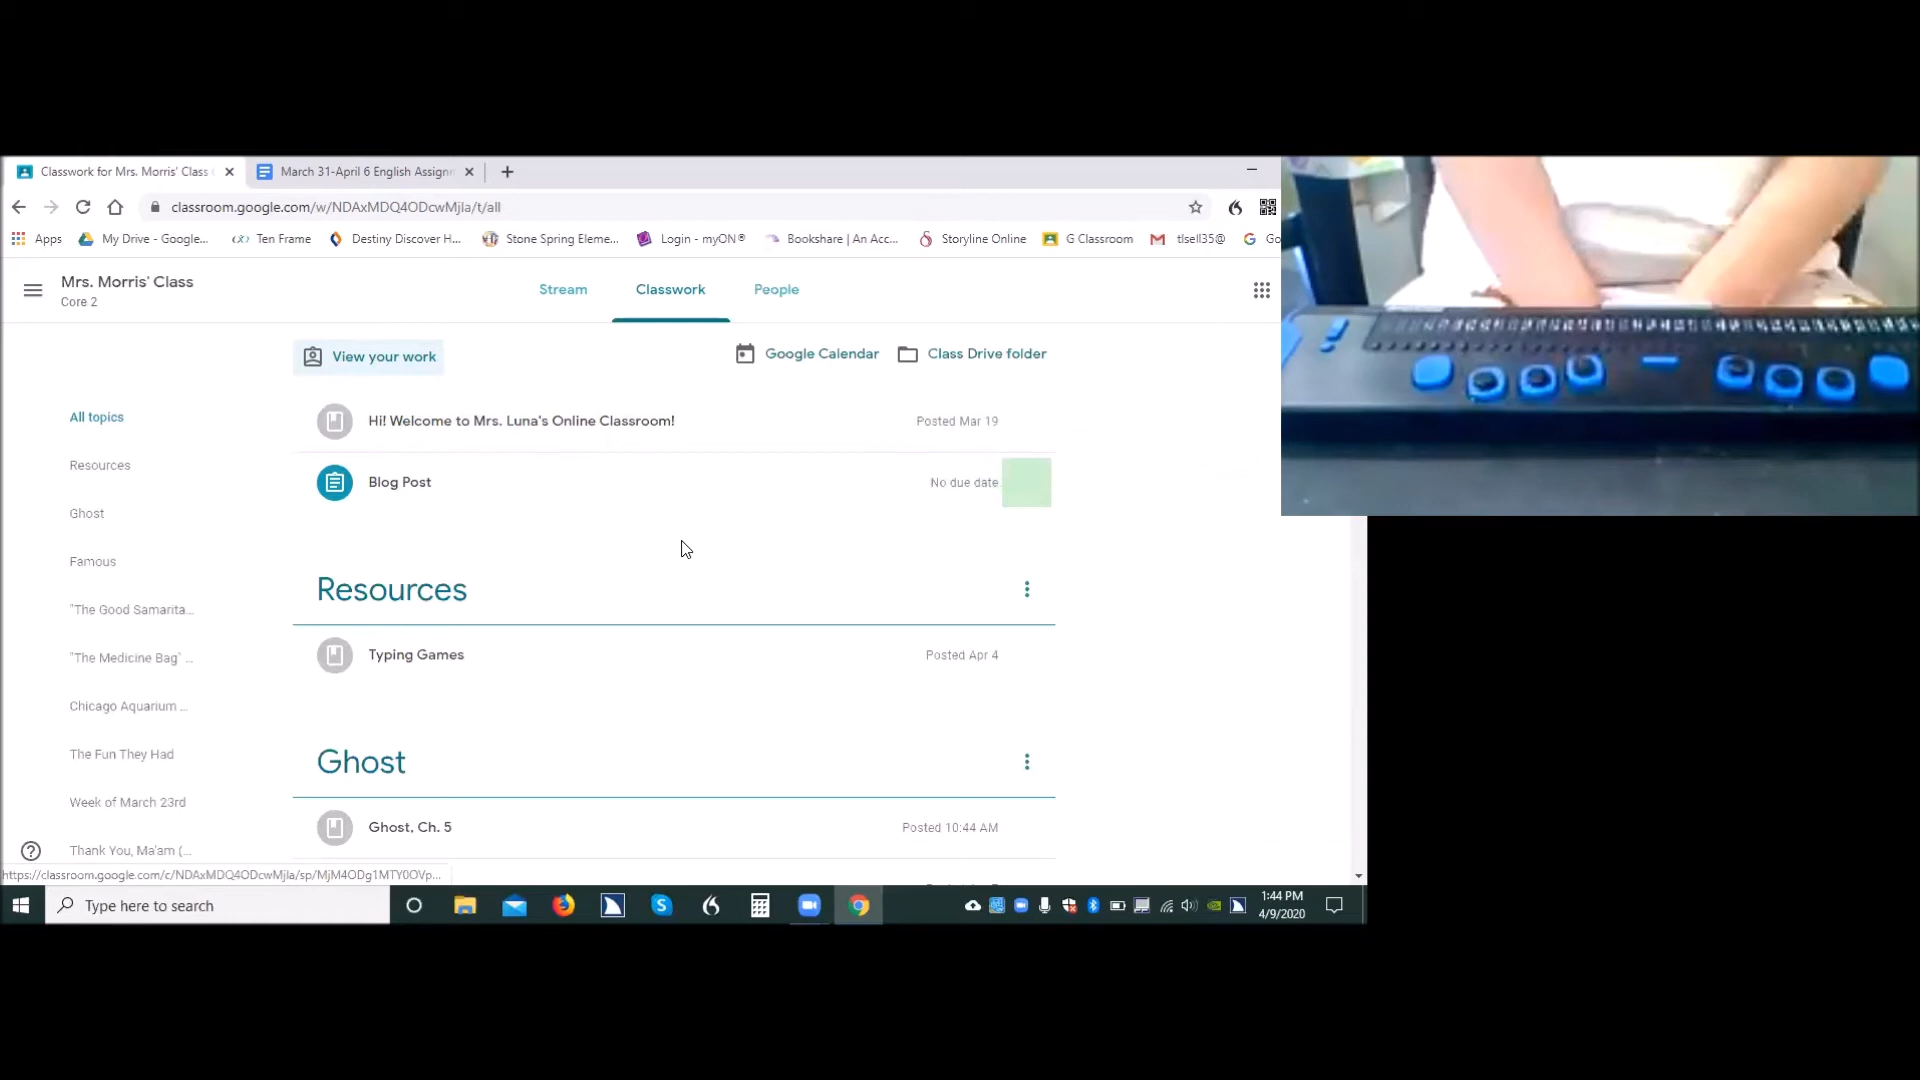 Classwork for Mrs. Morris' Class
March 31-April 6 English Assign
classroom.google.com/w/NDAxMDQ4ODcwMjla/t/all
Apps
My Drive - Google...
Ten Frame
Destiny Discover H...
Stone Spring Eleme...
Login - myON®
Bookshare | An Acc...
Storyline Online
G Classroom
tlsell35@
Go
Mrs. Morris' Class
Core 2
Stream
Classwork
People
View your work
Google Calendar
Class Drive folder
All topics
Resources
Ghost
Famous
"The Good Samarita...
"The Medicine Bag" ...
Chicago Aquarium ...
The Fun They Had
Week of March 23rd
Thank You, Ma'am (...
Hi! Welcome to Mrs. Luna's Online Classroom!
Posted Mar 19
Blog Post
No due date
Resources
Typing Games
Posted Apr 4
Ghost
Ghost, Ch. 5
Posted 10:44 AM
https://classroom.google.com/c/NDAxMDQ4ODcwMjla/sp/MjM4ODg1MTY0OVp...
Type here to search
1:44 PM
4/9/2020